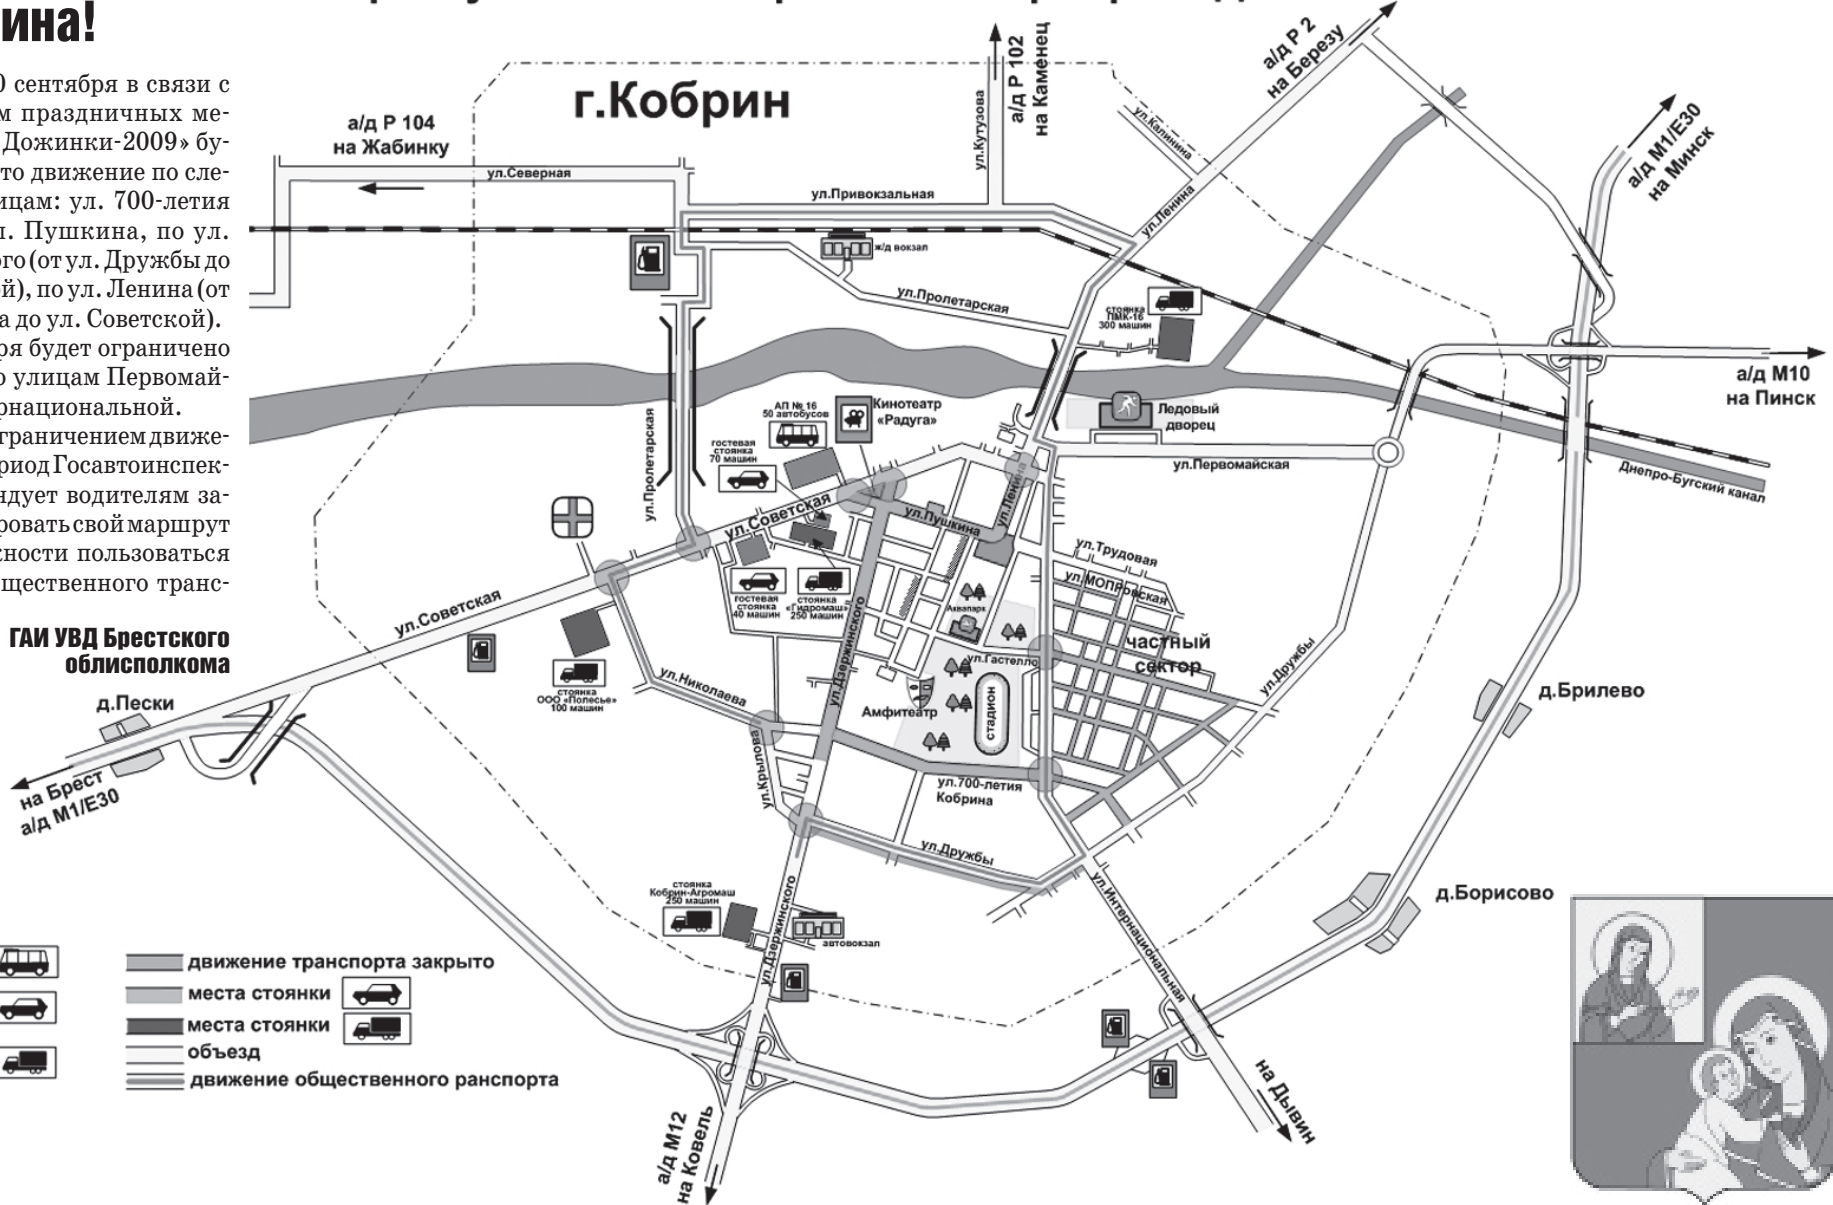 ина!
0 сентября в связи с
м праздничных ме-
Дожинки-2009» бу-
то движение по сле-
ицам: ул. 700-летия
л. Пушкина, по ул.
ого (от ул. Дружбы до
ой), по ул. Ленина (от
а до ул. Советской).
ря будет ограничено
о улицам Первомай-
рнациональной.
граничением движе-
риод Госавтоинспек-
ндует водителям за-
ровать свой маршрут
жности пользоваться
бщественного транс-
ГАИ УВД Брестского
облисполкома
г.Кобрин
а/д Р 104
на Жабинку
ул.Северная
а/д Р 102
на Каменец
ул.Кутузова
а/д Р 2
на Березу
ул.Калинина
а/д М1/Е30
на Минск
ул.Привокзальная
ул.Ленина
ж/д вокзал
ул.Пролетарская
стоянка
ПМК-16
300 машин
а/д М10
на Пинск
АП № 16
50 автобусов
Кинотеатр
«Радуга»
Ледовый
дворец
гостевая
стоянка
70 машин
ул.Пролетарская
ул.Первомайская
Днепро-Бугский канал
ул.Советская
ул.Пушкина
ул.Ленина
ул.Трудовая
ул.МОПРовская
гостевая
стоянка
40 машин
стоянка
«Гидромаш»
250 машин
Аквапарк
ул.Советская
частный
сектор
ул.Гастелло
ул.Дзержинского
ул.Дружбы
стоянка
ООО «Полесье»
100 машин
ул.Николаева
Амфитеатр
стадион
д.Пески
д.Брилево
ул.Крылова
ул.700-летия
Кобрина
на Брест
а/д М1/Е30
ул.Дружбы
стоянка
Кобрин-Агромаш
250 машин
ул.Дзержинского
автовокзал
ул.Интернациональная
д.Борисово
движение транспорта закрыто
места стоянки
места стоянки
объезд
движение общественного ранспорта
на Дывин
а/д М12
на Ковель